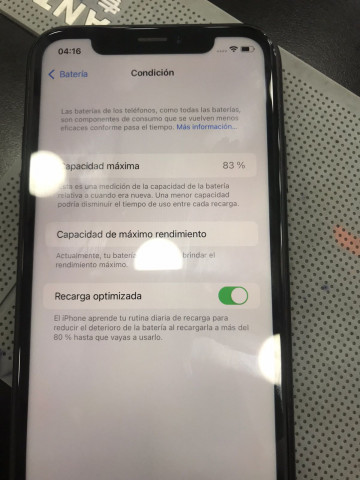 ANT
04:16
Batería
Condición
Las baterías de los teléfonos, como todas las baterías,
son componentes de consumo que se vuelven menos
eficaces conforme pasa el tiempo. Más información...
Capacidad máxima 83 %
Esta es una medición de la capacidad de la batería
relativa a cuando era nueva. Una menor capacidad
podría disminuir el tiempo de uso entre cada recarga.
Capacidad de máximo rendimiento
Actualmente, tu batería brindar el
rendimiento máximo.
Recarga optimizada
El iPhone aprende tu rutina diaria de recarga para
reducir el deterioro de la batería al recargarla a más del
80 % hasta que vayas a usarlo.